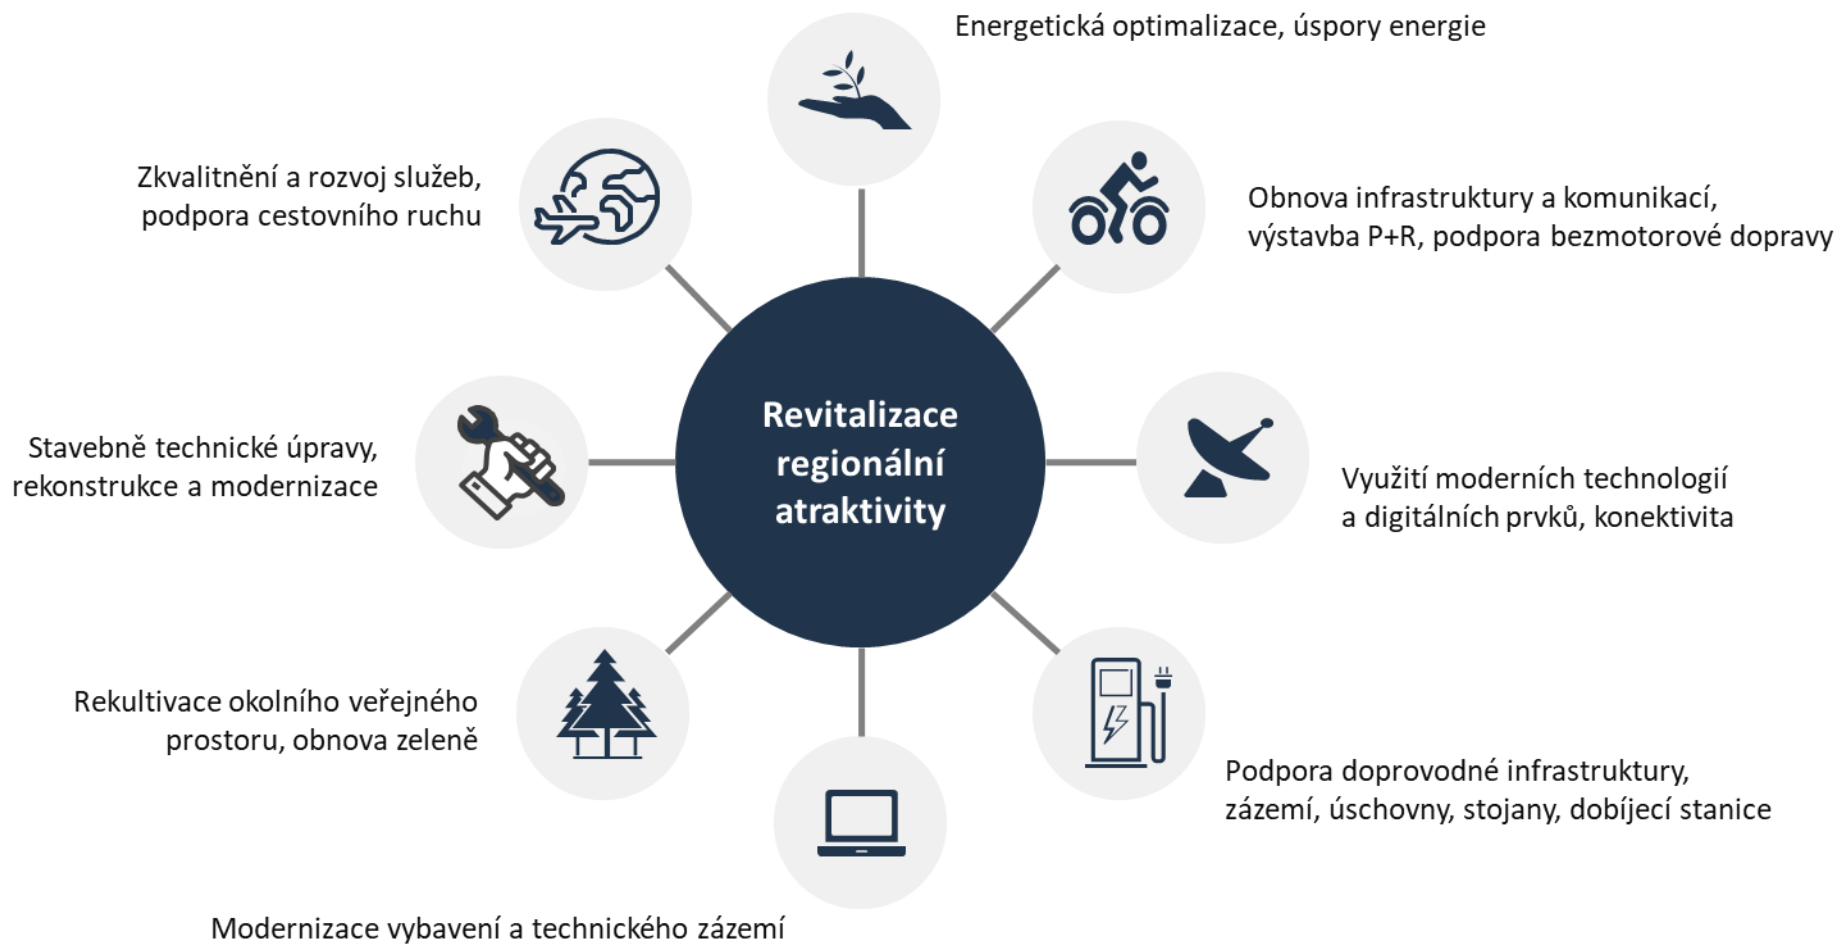 Energetická optimalizace, úspory energie
Zkvalitnění a rozvoj služeb,
podpora cestovního ruchu
Obnova infrastruktury a komunikací,
výstavba P+R, podpora bezmotorové dopravy
Revitalizace
regionální
atraktivity
Stavebně technické úpravy,
rekonstrukce a modernizace
Využití moderních technologií
a digitálních prvků, konektivita
Rekultivace okolního veřejného
prostoru, obnova zeleně
Podpora doprovodné infrastruktury,
zázemí, úschovny, stojany, dobíjecí stanice
Modernizace vybavení a technického zázemí